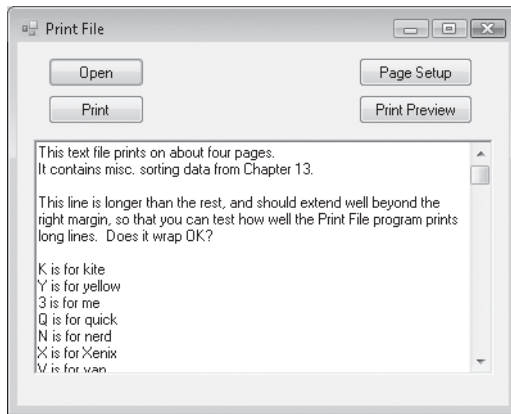 Print File
Open
Page Setup
Print
Print Preview
This text file prints on about four pages.
It contains misc. sorting data from Chapter 13.
This line is longer than the rest, and should extend well beyond the
right margin, so that you can test how well the Print File program prints
long lines.  Does it wrap OK?
K is for kite
Y is for yellow
3 is for me
Q is for quick
N is for nerd
X is for Xenix
V is for van